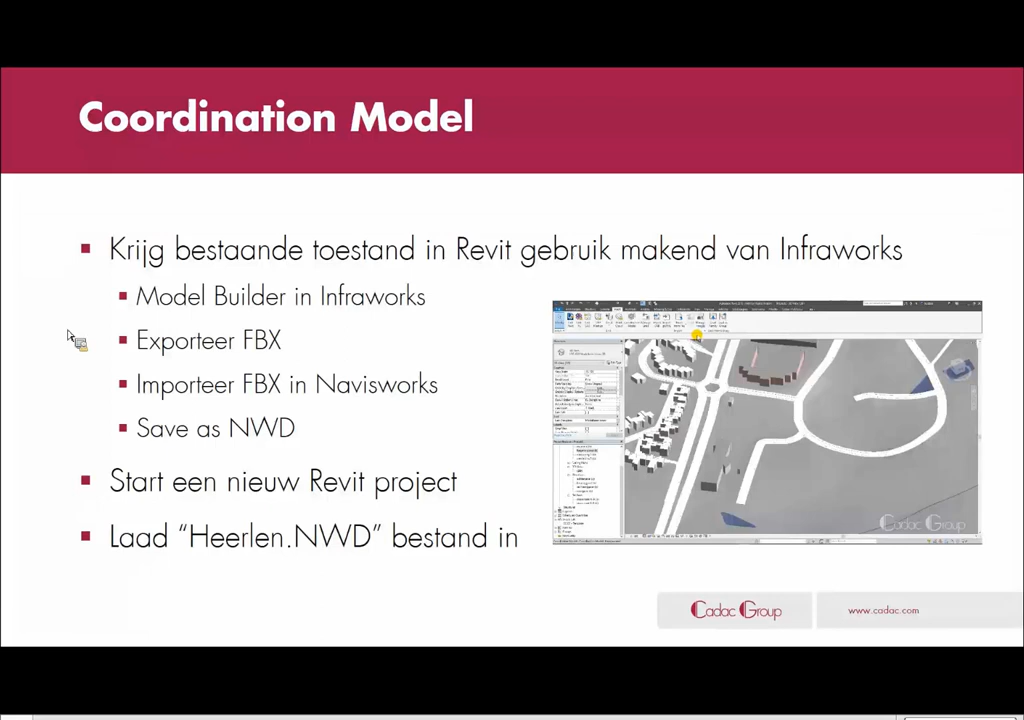 Coordination Model
Krijg bestaande toestand in Revit gebruik makend van Infraworks
Model Builder in Infraworks
Exporteer FBX
Importeer FBX in Navisworks
Save as NWD
Start een nieuw Revit project
Laad “Heerlen.NWD” bestand in
Cadac Group
Cadac Group
www.cadac.com